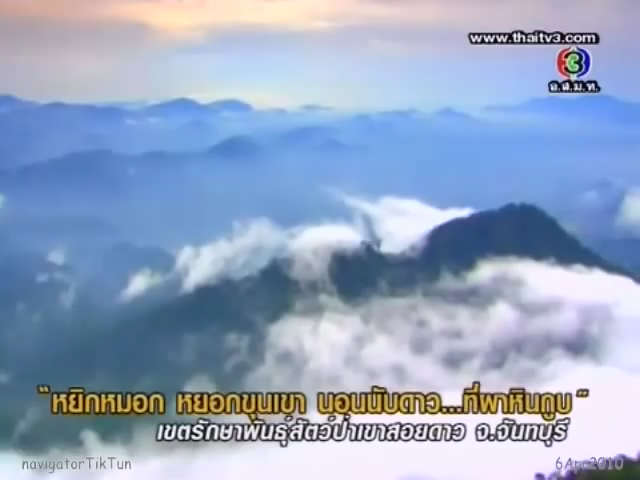 www.thaitv3.com
3
อ.ส.ม.ท.
"หยิกหมอก หยอกขุนเขา นอนนับดาว...ที่ผาหินกูบ"
เขตรักษาพันธุ์สัตว์ป่าเขาสอยดาว จ.จันทบุรี
navigatorTikTun
6Apr2010